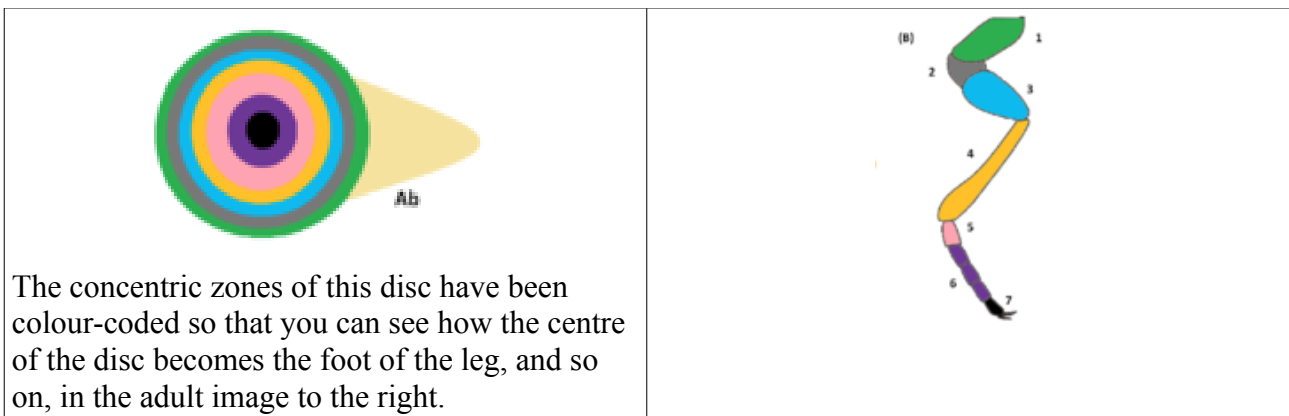 Ab
The concentric zones of this disc have been
colour-coded so that you can see how the centre
of the disc becomes the foot of the leg, and so
on, in the adult image to the right.
(B)
1
2
3
4
5
6
7